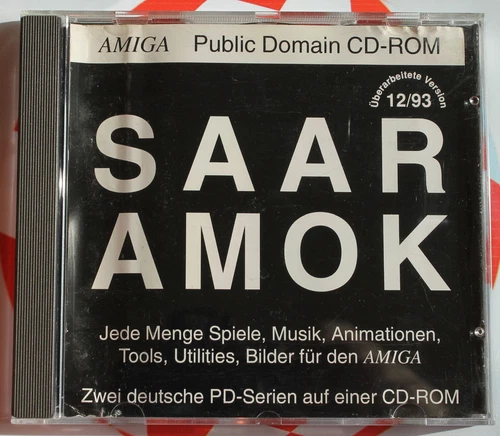 AMIGA Public Domain CD-ROM
Überarbeitete Version
12/93
SAAR
AMOK
Jede Menge Spiele, Musik, Animationen,
Tools, Utilities, Bilder für den AMIGA
Zwei deutsche PD-Serien auf einer CD-ROM